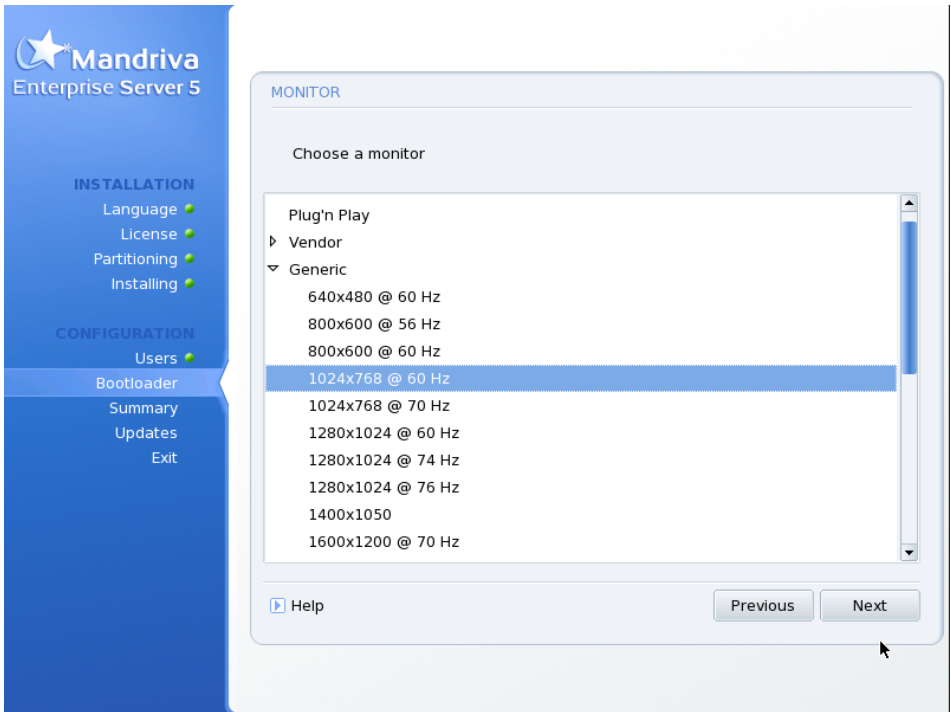 Mandriva
Enterprise Server 5
INSTALLATION
Language
License
Partitioning
Installing
CONFIGURATION
Users
Bootloader
Summary
Updates
Exit
MONITOR
Choose a monitor
Plug'n Play
Vendor
Generic
640x480 @ 60 Hz
800x600 @ 56 Hz
800x600 @ 60 Hz
1024x768 @ 60 Hz
1024x768 @ 70 Hz
1280x1024 @ 60 Hz
1280x1024 @ 74 Hz
1280x1024 @ 76 Hz
1400x1050
1600x1200 @ 70 Hz
Help
Previous
Next